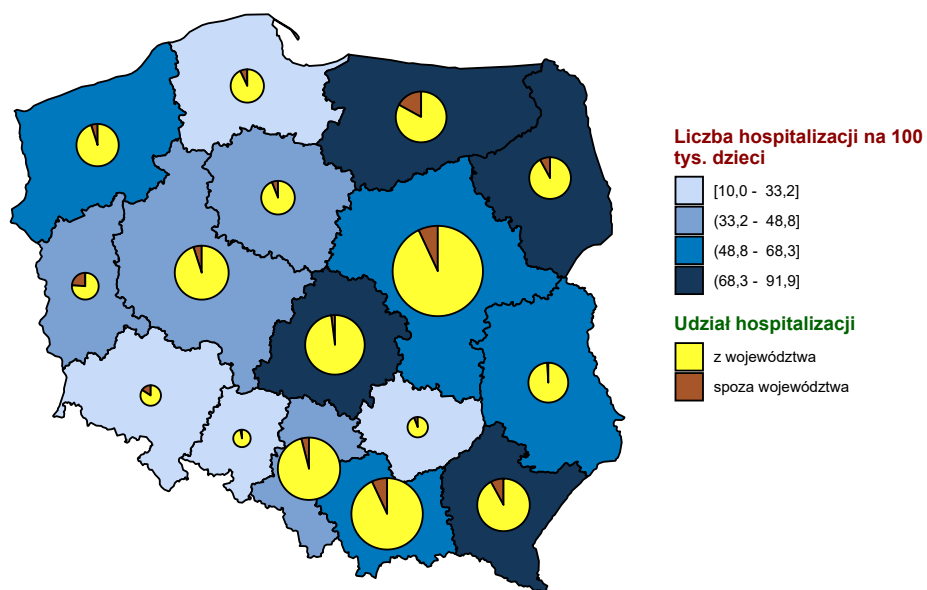 Liczba hospitalizacji na 100
tys. dzieci
[10,0 - 33,2]
(33,2 - 48,8]
(48,8 - 68,3]
(68,3 - 91,9]
Udział hospitalizacji
z województwa
spoza województwa